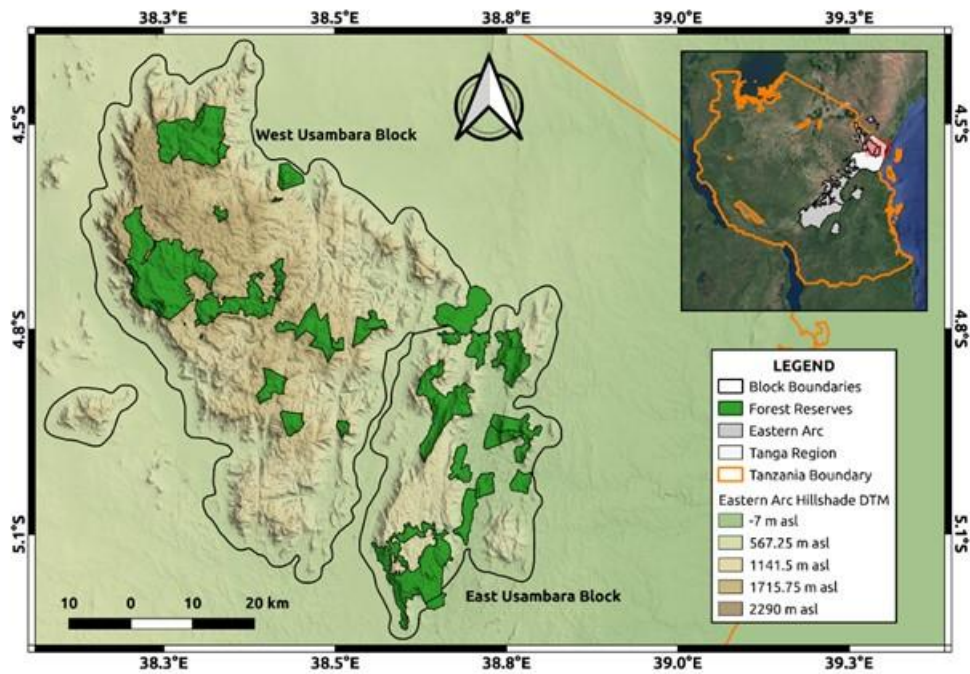 38.3°E 38.5°E 38.8°E 39.0°E 39.3°E
4.5°S 4.5°S
West Usambara Block
4.8°S 4.8°S
LEGEND
Block Boundaries
Forest Reserves
Eastern Arc
Tanga Region
Tanzania Boundary
Eastern Arc Hillshade DTM
-7 m asl
567.25 m asl
1141.5 m asl
1715.75 m asl
2290 m asl
5.1°S 5.1°S
East Usambara Block
10 0 10 20 km
38.3°E 38.5°E 38.8°E 39.0°E 39.3°E